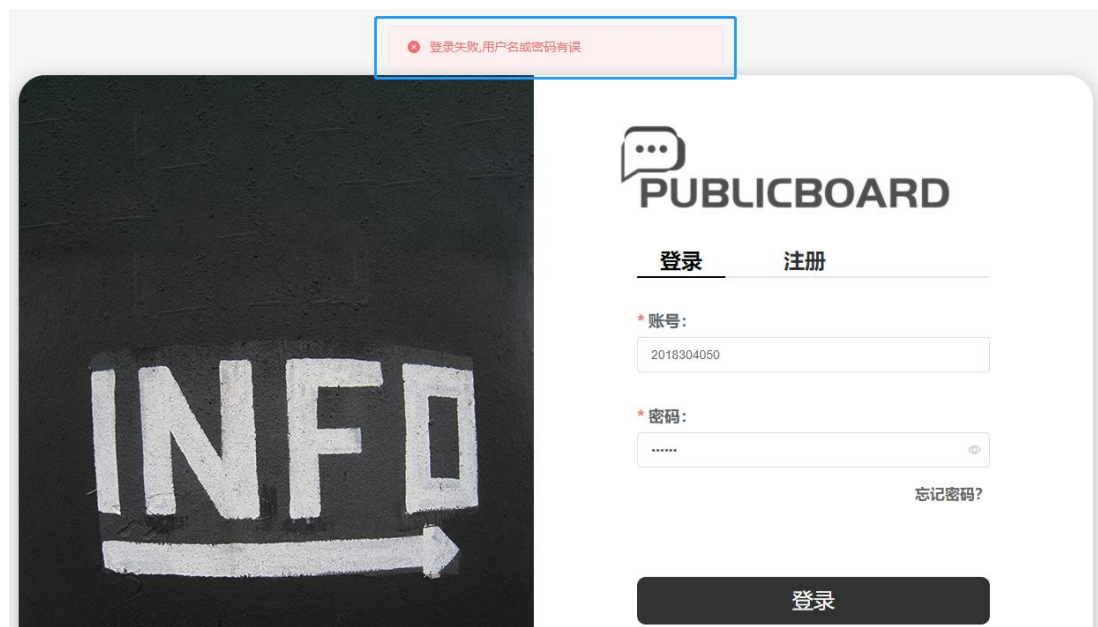 登录失败,用户名或密码有误
PUBLICBOARD
登录 注册
* 账号:
2018304050
* 密码:
••••••
忘记密码?
登录
INFO